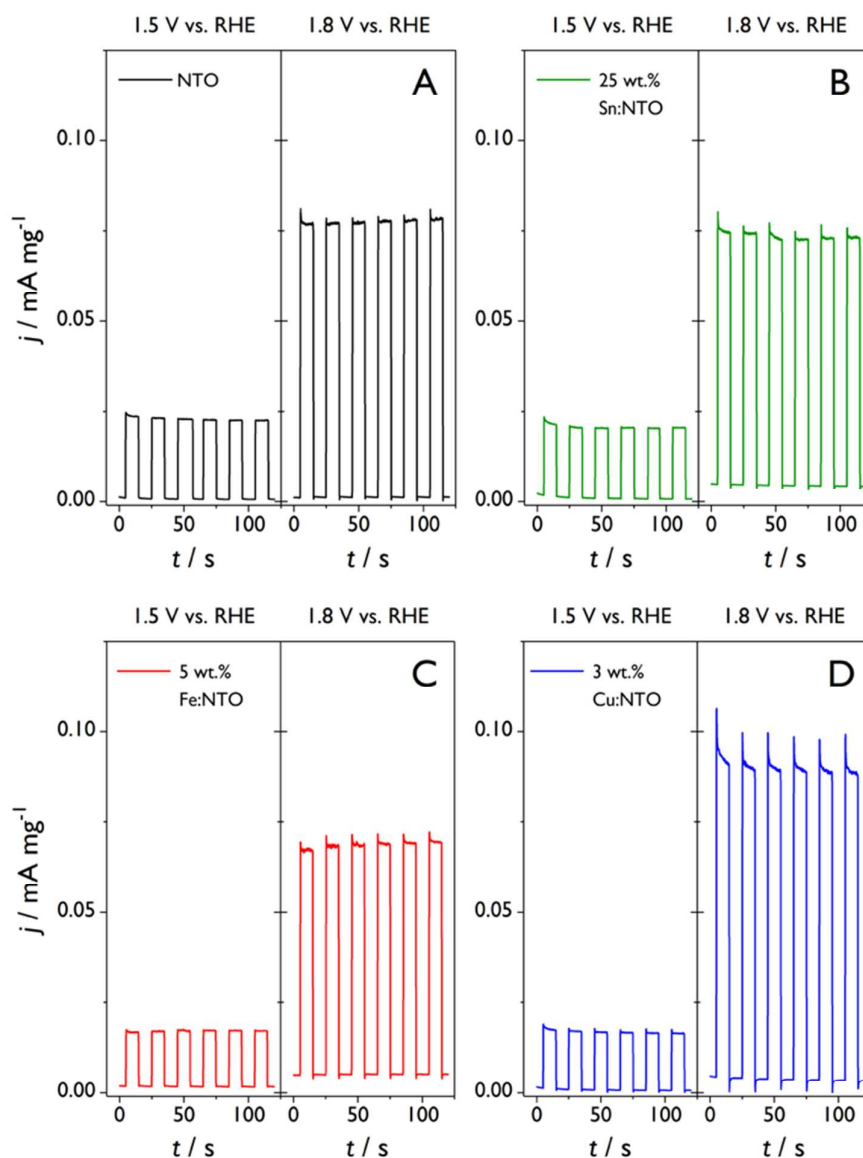 1.5 V vs. RHE 1.8 V vs. RHE
NTO
A
0.10
0.05
0.00
j / mA mg⁻¹
0 50 100 0 50 100
t / s t / s
1.5 V vs. RHE 1.8 V vs. RHE
25 wt.%
Sn:NTO
B
0 50 100 0 50 100
t / s t / s
1.5 V vs. RHE 1.8 V vs. RHE
5 wt.%
Fe:NTO
C
0.10
0.05
0.00
j / mA mg⁻¹
0 50 100 0 50 100
t / s t / s
1.5 V vs. RHE 1.8 V vs. RHE
3 wt.%
Cu:NTO
D
0 50 100 0 50 100
t / s t / s